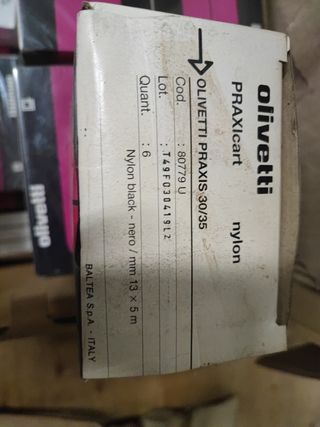 olivetti
PRAXIcart nylon
OLIVETTI PRAXIS 30/35
Cod. : 80779 U
Lot. : T49F030419L2
Quant. : 6
Nylon black - nero / mm 13 x 5 m
BALTEA S.p.A. - ITALY
olivetti